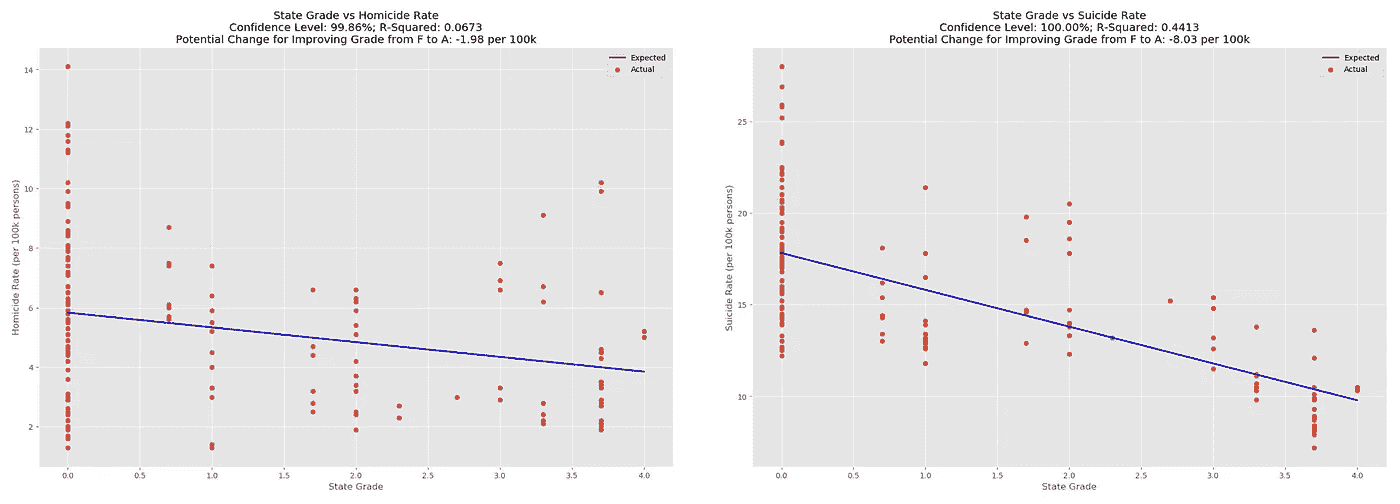 State Grade vs Homicide Rate
Confidence Level: 99.86%; R-Squared: 0.0673
Potential Change for Improving Grade from F to A: -1.98 per 100k
Expected
Actual
Homicide Rate (per 100k persons)
14
12
10
8
6
4
2
0.0 0.5 1.0 1.5 2.0 2.5 3.0 3.5 4.0
State Grade
State Grade vs Suicide Rate
Confidence Level: 100.00%; R-Squared: 0.4413
Potential Change for Improving Grade from F to A: -8.03 per 100k
Expected
Actual
Suicide Rate (per 100k persons)
25
20
15
10
0.0 0.5 1.0 1.5 2.0 2.5 3.0 3.5 4.0
State Grade